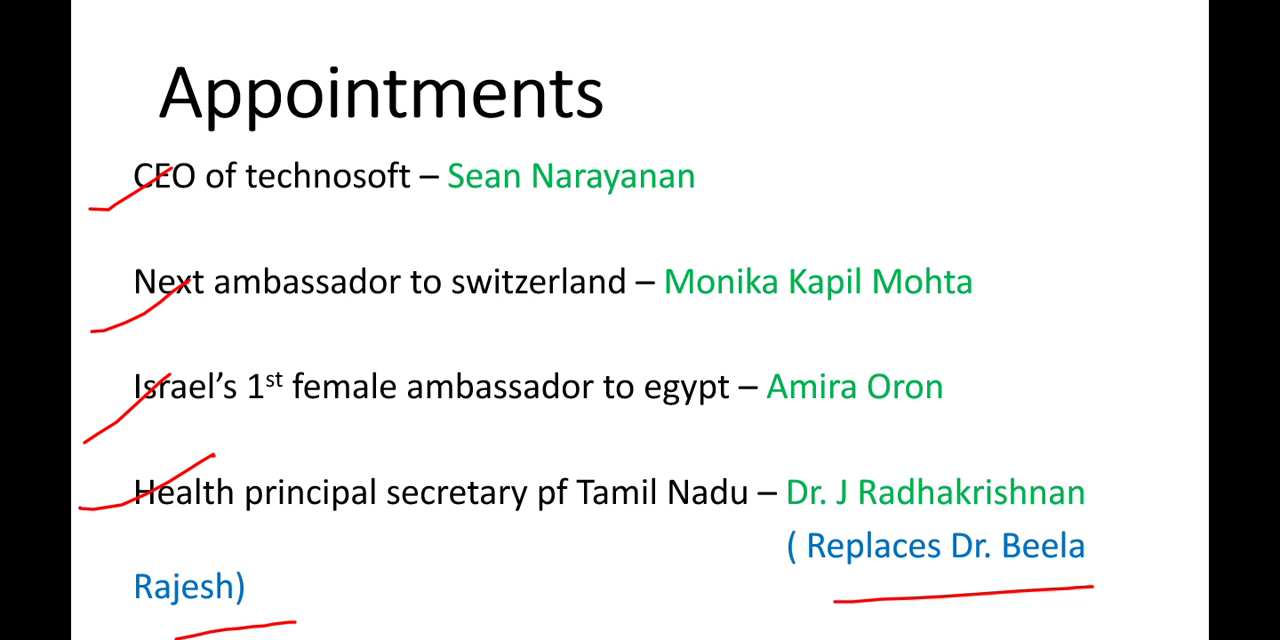 Appointments
CEO of technosoft – Sean Narayanan
Next ambassador to switzerland – Monika Kapil Mohta
Israel's 1st female ambassador to egypt – Amira Oron
Health principal secretary pf Tamil Nadu – Dr. J Radhakrishnan
( Replaces Dr. Beela
Rajesh)